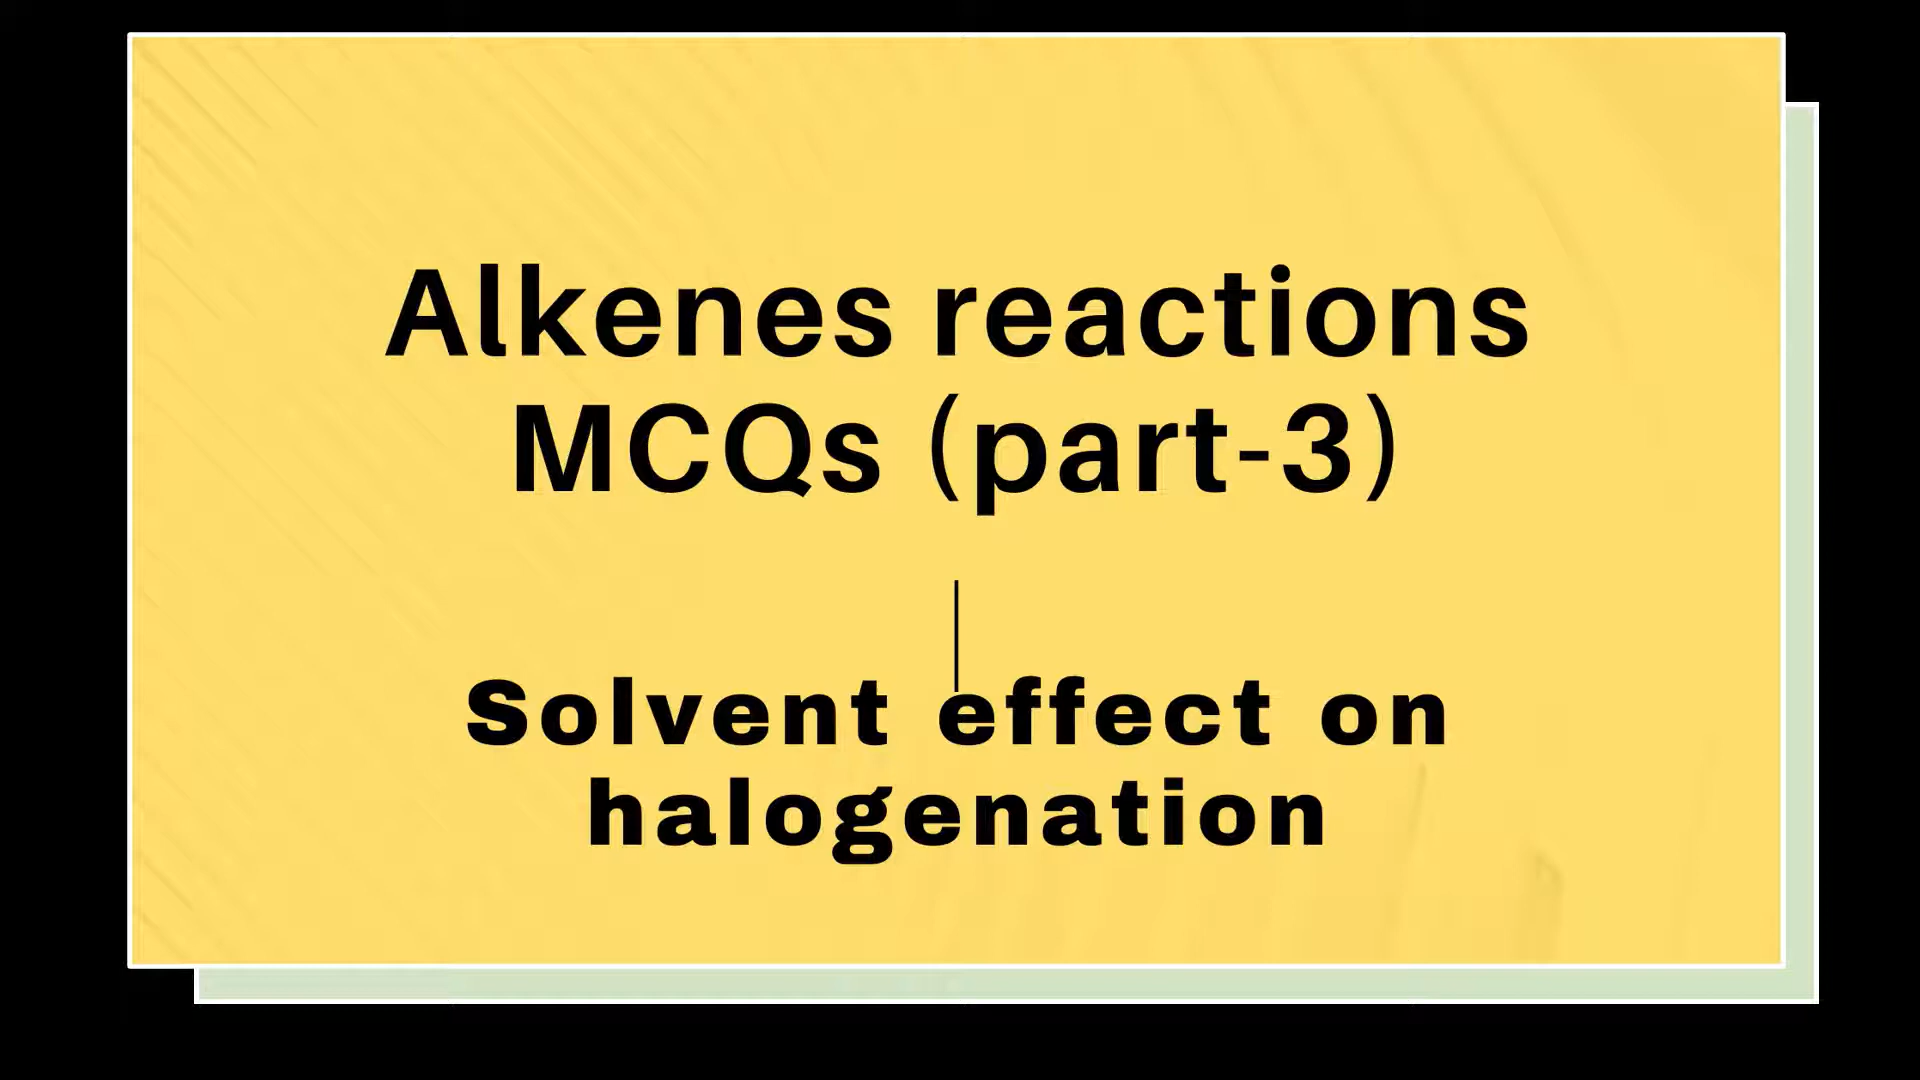 Alkenes reactions
MCQs (part-3)
Solvent effect on
halogenation